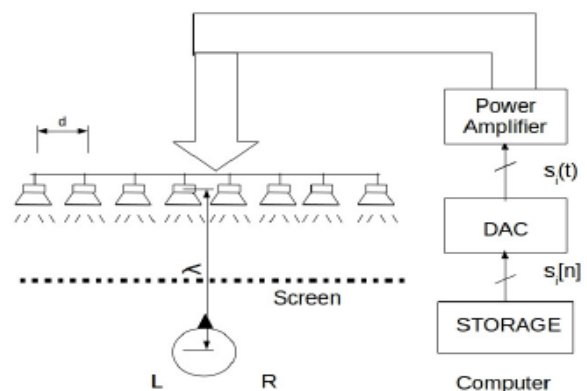 d
Power
Amplifier
s_i(t)
DAC
s_i[n]
λ
Screen
STORAGE
L R
Computer